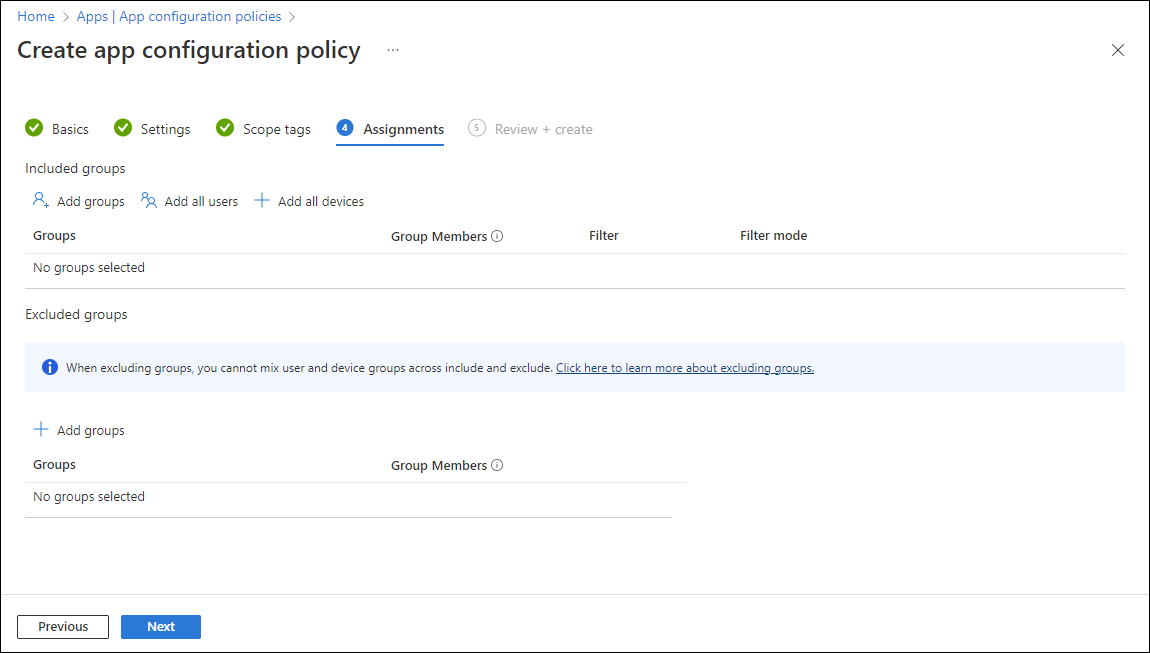 Home > Apps | App configuration policies >
Create app configuration policy ...
Basics Settings Scope tags 4 Assignments 5 Review + create
Included groups
Add groups Add all users Add all devices
Groups Group Members Filter Filter mode
No groups selected
Excluded groups
When excluding groups, you cannot mix user and device groups across include and exclude. Click here to learn more about excluding groups.
Add groups
Groups Group Members
No groups selected
Previous Next